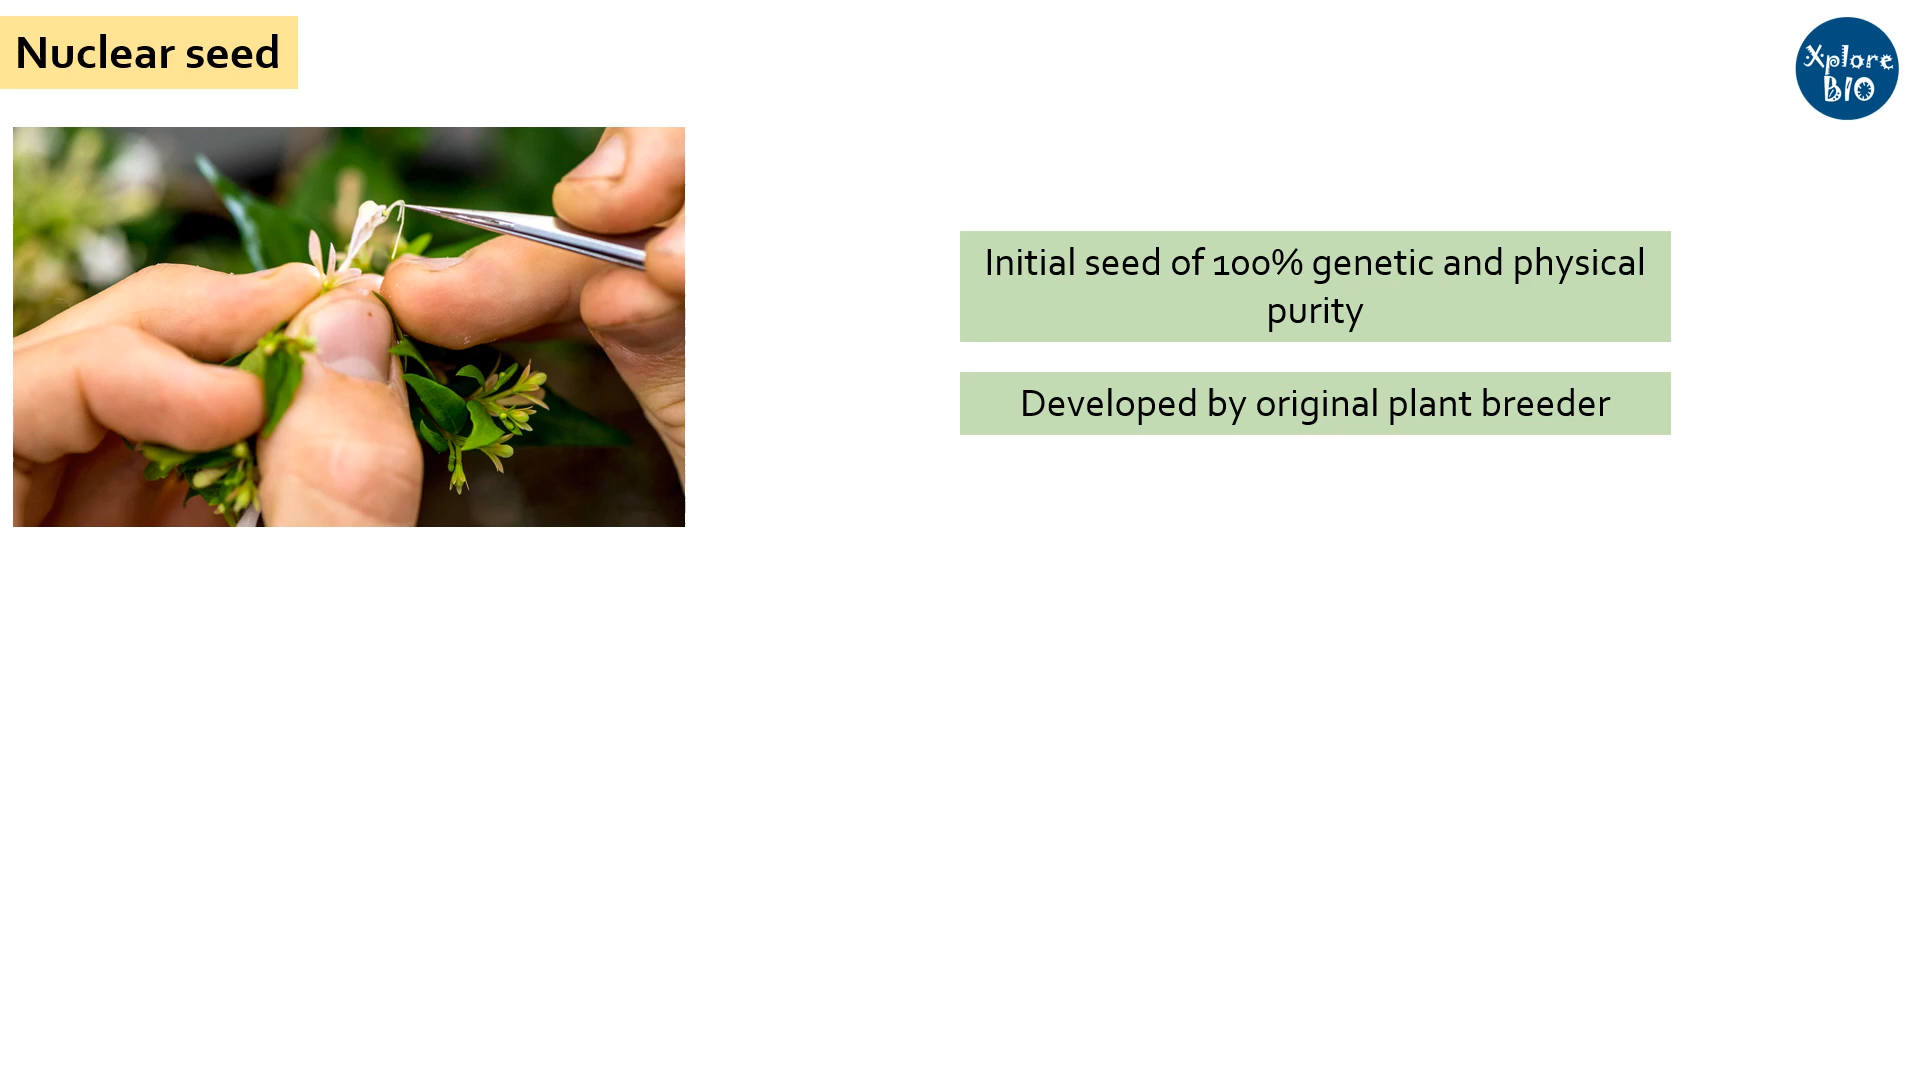 Nuclear seed
Xplore
BIO
Initial seed of 100% genetic and physical
purity
Developed by original plant breeder